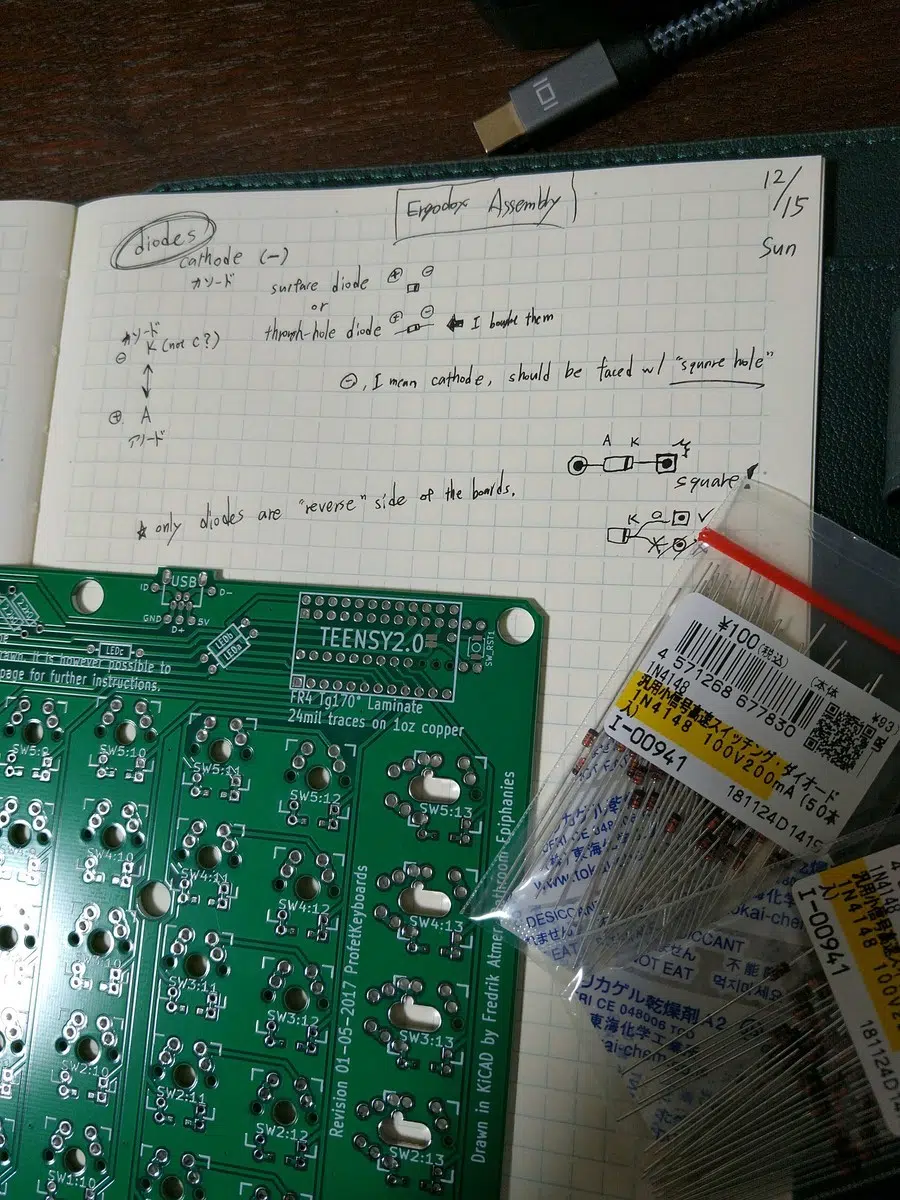 Ergodox Assembly
12/15
Sun
diodes
cathode (-)
カソード
surface diode ⊕ ⊖
or
through-hole diode ⊕ ⊖ ← I bought them
カソード
⊖ K (not c?)
⊕ A
アノード
⊖, I mean cathode, should be faced w/ "square hole"
A K
square
☆ only diodes are "reverse" side of the boards.
K
USB
ID
D-
GND
D+
5V
LEDc
LEDb
LEDa
TEENSY2.0
SW_RST1
drawn, it is however possible to
page for further instructions.
FR4 Tg170° Laminate
24mil traces on 1oz copper
SW5:9
SW5:10
SW5:11
SW5:12
SW5:13
SW4:10
SW4:11
SW4:12
SW4:13
SW3:11
SW3:12
SW3:13
SW2:10
SW2:11
SW2:12
SW2:13
SW1:10
Revision 01-05-2017 ProfetKeyboards
Drawn in KiCAD by Fredrik Atmer
Epiphanies
¥100(税込)
(本体
¥93
4 571268 677830
1N4148
汎用小信号高速スイッチング・ダイオード
1N4148 100V200mA (50本
入)
I-00941
181124D1415
DESICCANT
NOT EAT
シリカゲル乾燥剤 A2
東海化学工
먹지마세요
1N4148
1N4148 100V
入)
I-00941
181124D1